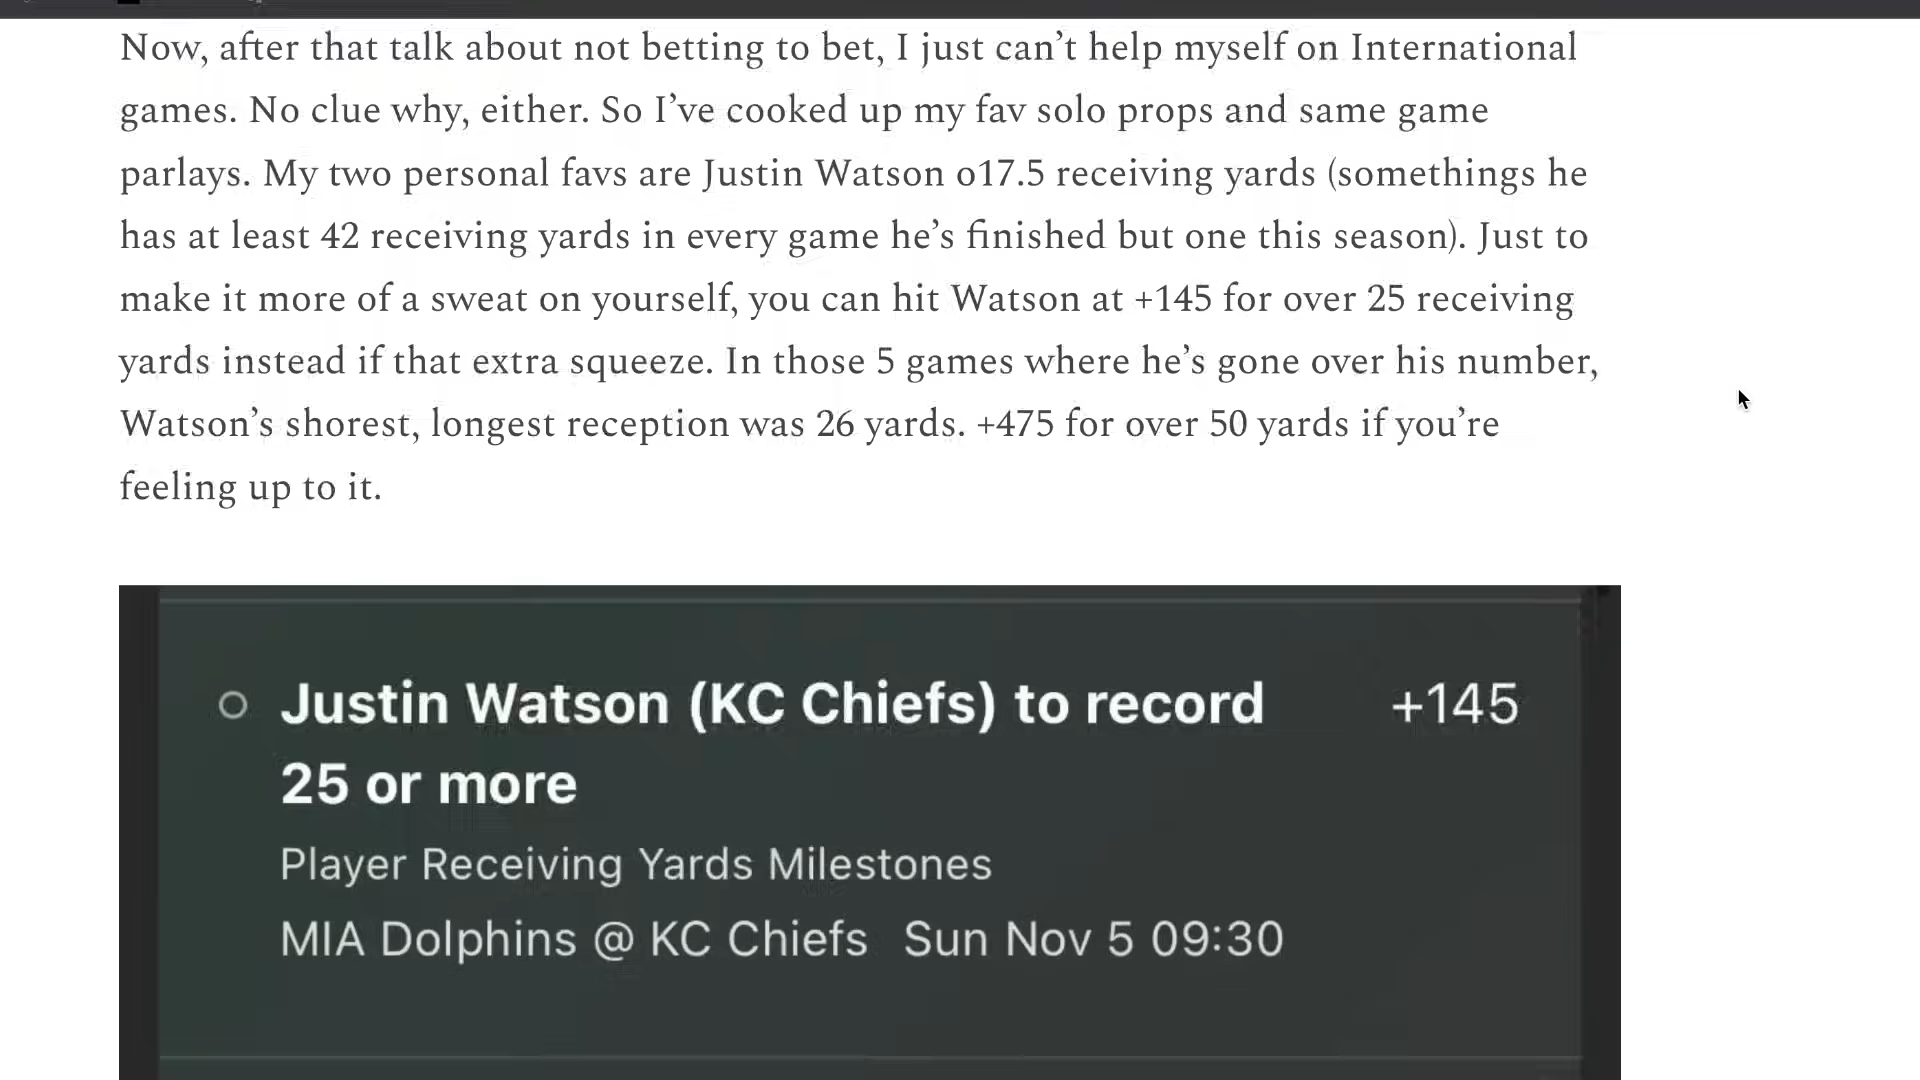 Now, after that talk about not betting to bet, I just can’t help myself on International
games. No clue why, either. So I’ve cooked up my fav solo props and same game
parlays. My two personal favs are Justin Watson o17.5 receiving yards (somethings he
has at least 42 receiving yards in every game he’s finished but one this season). Just to
make it more of a sweat on yourself, you can hit Watson at +145 for over 25 receiving
yards instead if that extra squeeze. In those 5 games where he’s gone over his number,
Watson’s shorest, longest reception was 26 yards. +475 for over 50 yards if you’re
feeling up to it.
Justin Watson (KC Chiefs) to record +145
25 or more
Player Receiving Yards Milestones
MIA Dolphins @ KC Chiefs Sun Nov 5 09:30